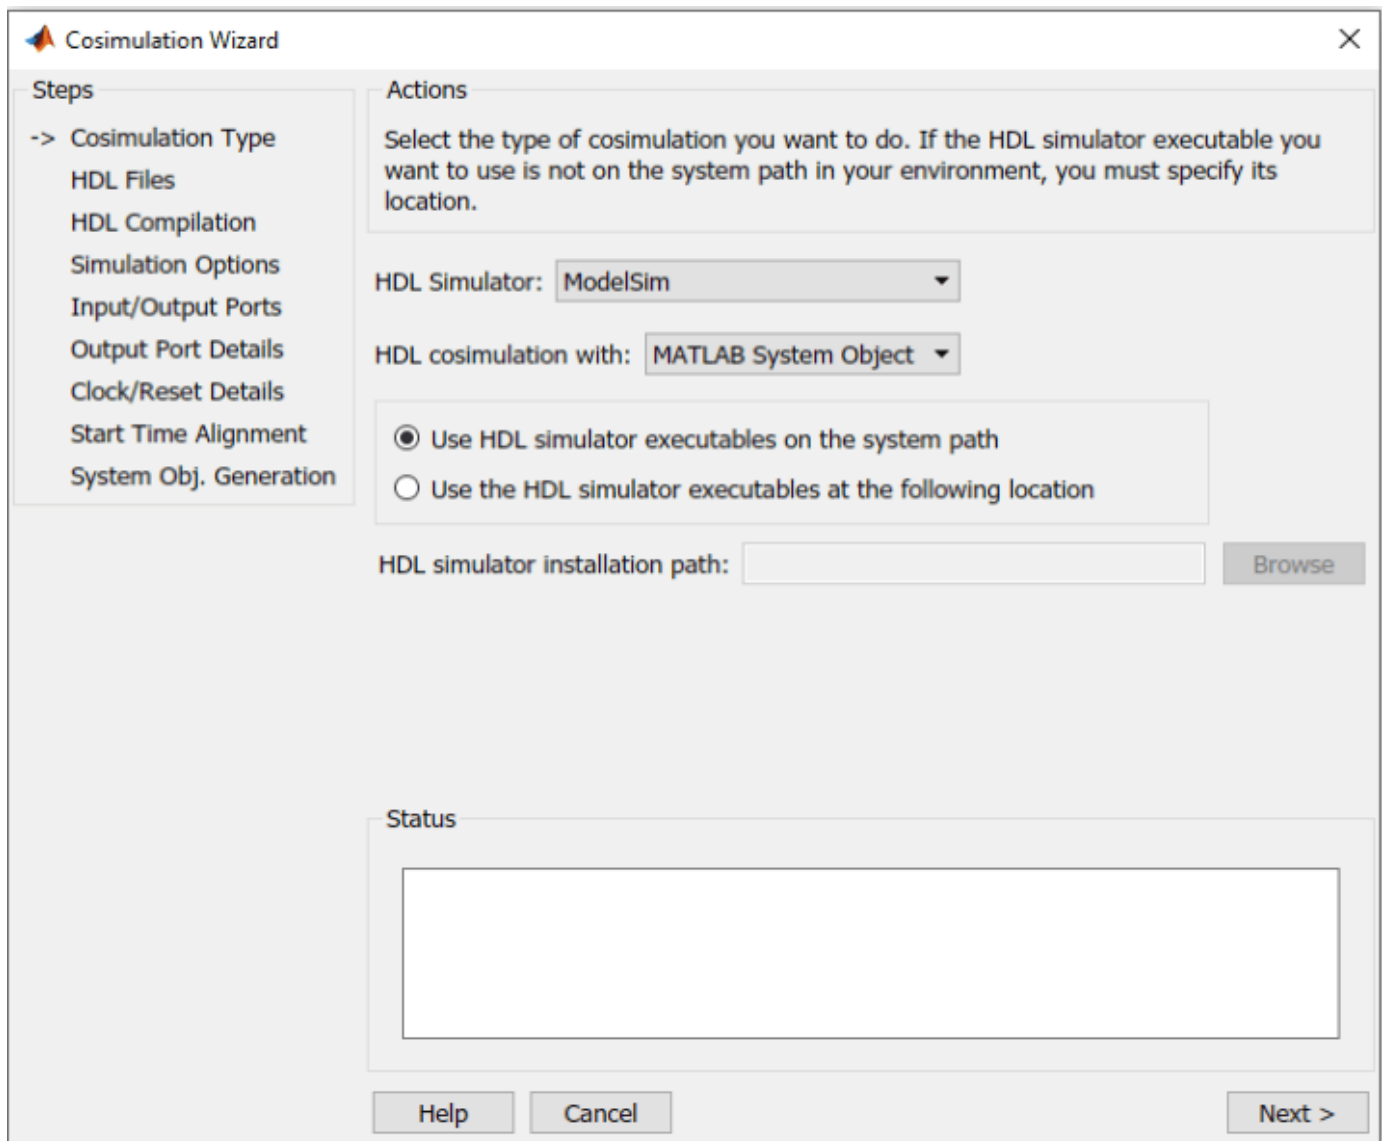 Cosimulation Wizard
Steps
-> Cosimulation Type
HDL Files
HDL Compilation
Simulation Options
Input/Output Ports
Output Port Details
Clock/Reset Details
Start Time Alignment
System Obj. Generation
Actions
Select the type of cosimulation you want to do. If the HDL simulator executable you
want to use is not on the system path in your environment, you must specify its
location.
HDL Simulator: ModelSim
HDL cosimulation with: MATLAB System Object
Use HDL simulator executables on the system path
Use the HDL simulator executables at the following location
HDL simulator installation path: Browse
Status
Help Cancel Next >